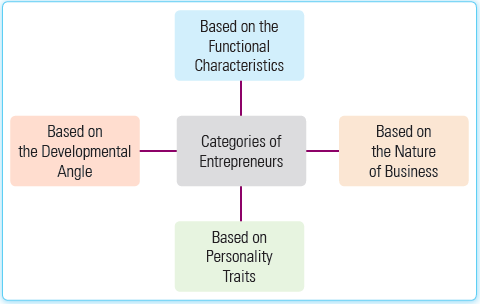 Based on the
Functional
Characteristics
Based on
the Developmental
Angle
Categories of
Entrepreneurs
Based on
the Nature
of Business
Based on
Personality
Traits